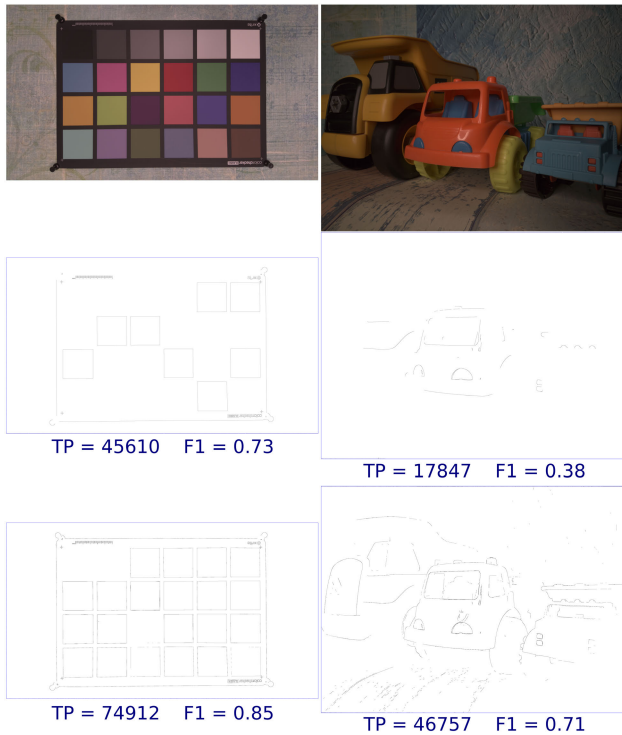 TP = 45610 F1 = 0.73
TP = 17847 F1 = 0.38
TP = 74912 F1 = 0.85
TP = 46757 F1 = 0.71